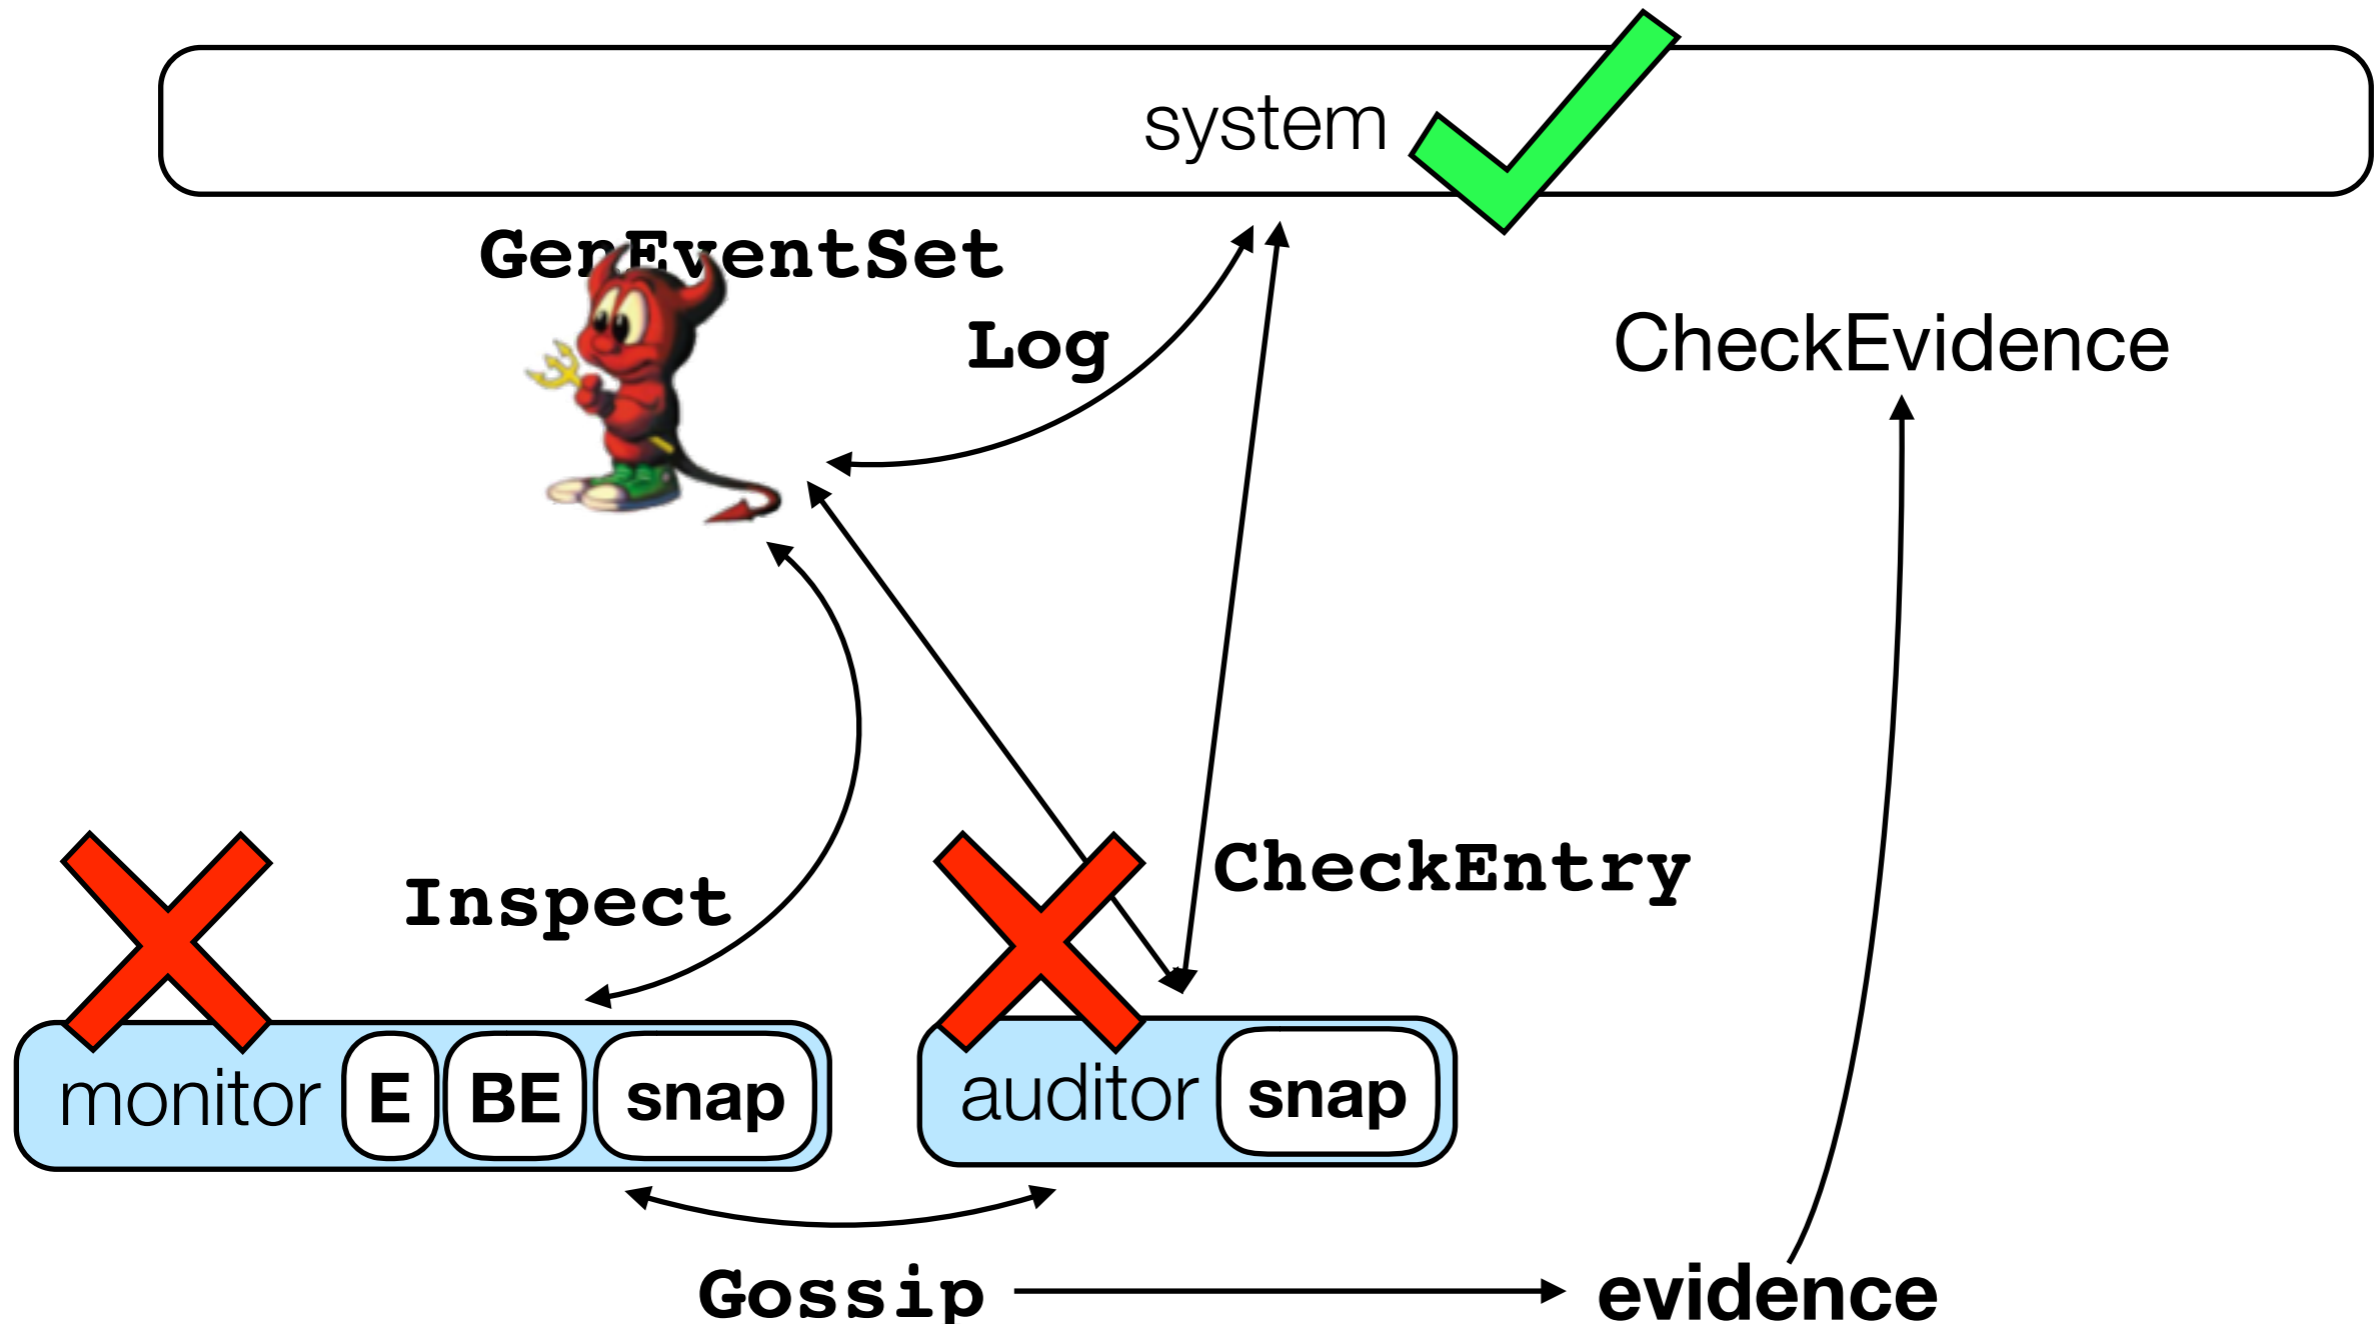 system
GenEventSet
Log
CheckEvidence
CheckEntry
Inspect
monitor E BE snap
auditor snap
Gossip
evidence